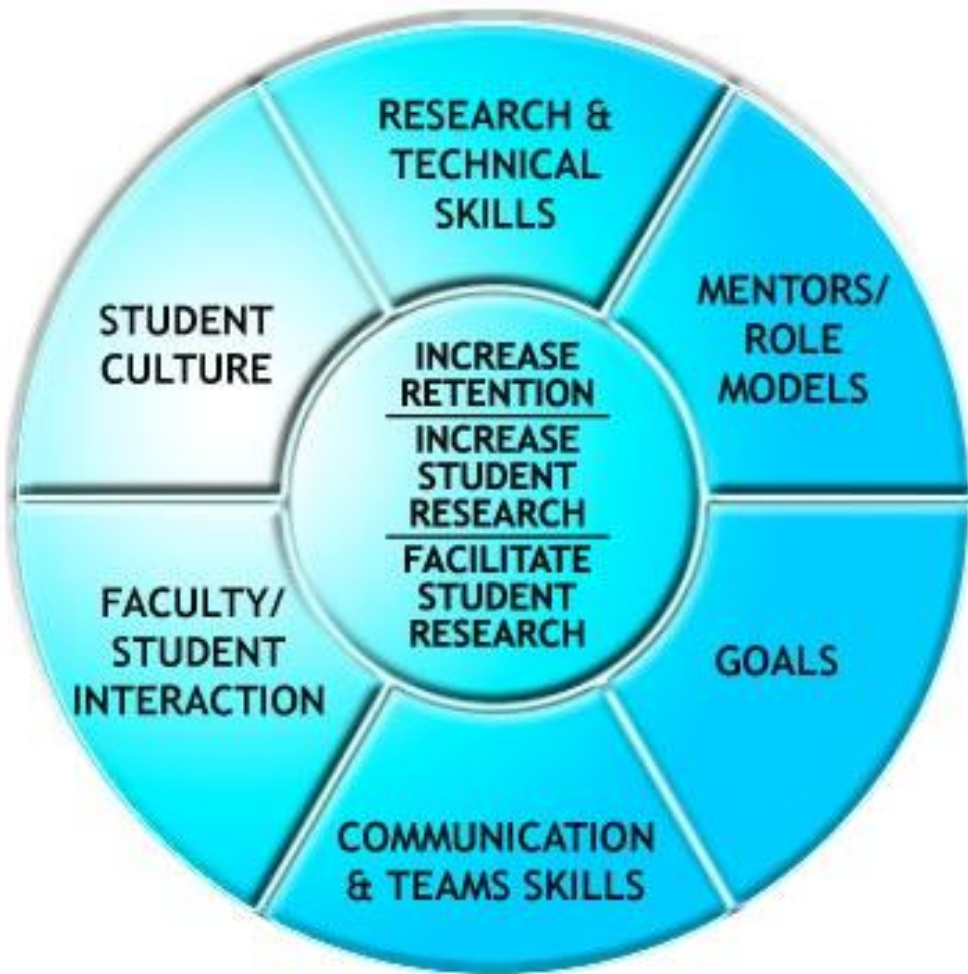 RESEARCH &
TECHNICAL
SKILLS
MENTORS/
ROLE
MODELS
GOALS
COMMUNICATION
& TEAMS SKILLS
FACULTY/
STUDENT
INTERACTION
STUDENT
CULTURE
INCREASE
RETENTION
INCREASE
STUDENT
RESEARCH
FACILITATE
STUDENT
RESEARCH